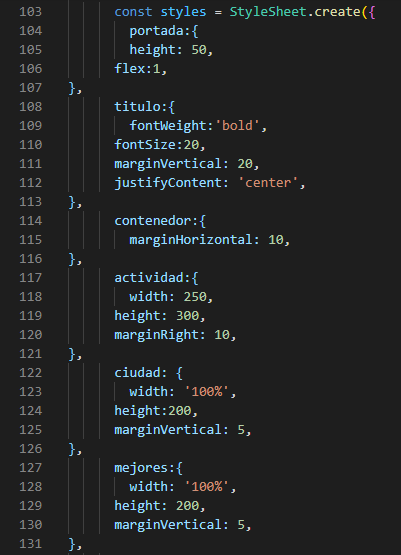 103 const styles = StyleSheet.create({
104 portada:{
105 height: 50,
106 flex:1,
107 },
108 titulo:{
109 fontWeight:'bold',
110 fontSize:20,
111 marginVertical: 20,
112 justifyContent: 'center',
113 },
114 contenedor:{
115 marginHorizontal: 10,
116 },
117 actividad:{
118 width: 250,
119 height: 300,
120 marginRight: 10,
121 },
122 ciudad: {
123 width: '100%',
124 height:200,
125 marginVertical: 5,
126 },
127 mejores:{
128 width: '100%',
129 height: 200,
130 marginVertical: 5,
131 },